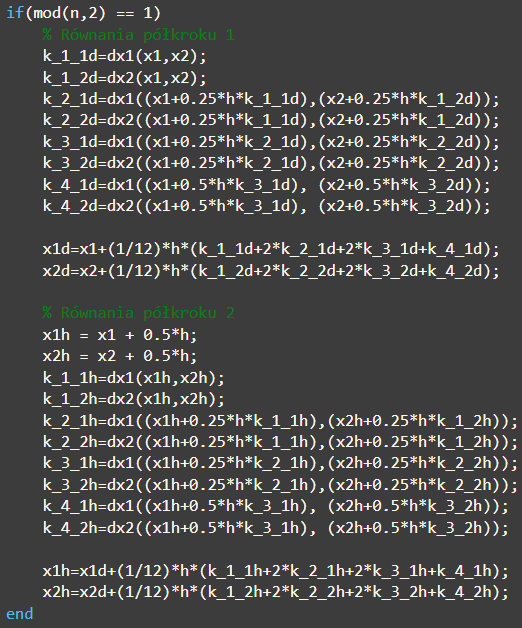 if(mod(n,2) == 1)
% Równania półkroku 1
k_1_1d=dx1(x1,x2);
k_1_2d=dx2(x1,x2);
k_2_1d=dx1((x1+0.25*h*k_1_1d),(x2+0.25*h*k_1_2d));
k_2_2d=dx2((x1+0.25*h*k_1_1d),(x2+0.25*h*k_1_2d));
k_3_1d=dx1((x1+0.25*h*k_2_1d),(x2+0.25*h*k_2_2d));
k_3_2d=dx2((x1+0.25*h*k_2_1d),(x2+0.25*h*k_2_2d));
k_4_1d=dx1((x1+0.5*h*k_3_1d), (x2+0.5*h*k_3_2d));
k_4_2d=dx2((x1+0.5*h*k_3_1d), (x2+0.5*h*k_3_2d));
x1d=x1+(1/12)*h*(k_1_1d+2*k_2_1d+2*k_3_1d+k_4_1d);
x2d=x2+(1/12)*h*(k_1_2d+2*k_2_2d+2*k_3_2d+k_4_2d);
% Równania półkroku 2
x1h = x1 + 0.5*h;
x2h = x2 + 0.5*h;
k_1_1h=dx1(x1h,x2h);
k_1_2h=dx2(x1h,x2h);
k_2_1h=dx1((x1h+0.25*h*k_1_1h),(x2h+0.25*h*k_1_2h));
k_2_2h=dx2((x1h+0.25*h*k_1_1h),(x2h+0.25*h*k_1_2h));
k_3_1h=dx1((x1h+0.25*h*k_2_1h),(x2h+0.25*h*k_2_2h));
k_3_2h=dx2((x1h+0.25*h*k_2_1h),(x2h+0.25*h*k_2_2h));
k_4_1h=dx1((x1h+0.5*h*k_3_1h), (x2h+0.5*h*k_3_2h));
k_4_2h=dx2((x1h+0.5*h*k_3_1h), (x2h+0.5*h*k_3_2h));
x1h=x1d+(1/12)*h*(k_1_1h+2*k_2_1h+2*k_3_1h+k_4_1h);
x2h=x2d+(1/12)*h*(k_1_2h+2*k_2_2h+2*k_3_2h+k_4_2h);
end